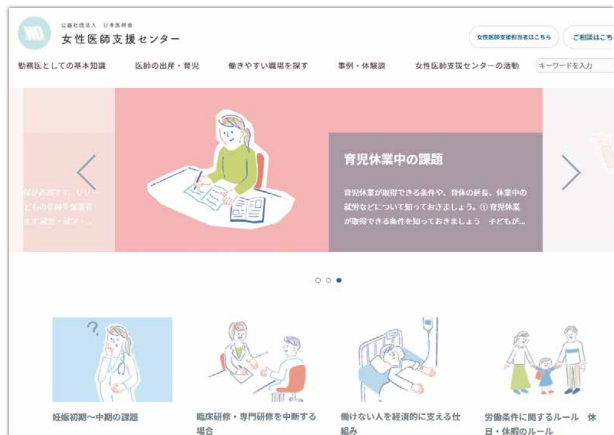 公益社団法人 日本医師会
女性医師支援センター
女性医師支援担当者はこちら
ご相談はこち
勤務医としての基本知識 医師の出産・育児 働きやすい職場を探す 事例・体験談 女性医師支援センターの活動 キーワードを入力
育児休業中の課題
育児休業が取得できる条件や、育休の延長、休業中の
就労などについて知っておきましょう。① 育児休業
が取得できる条件を知っておきましょう 子どもが...
?
妊娠初期〜中期の課題
臨床研修・専門研修を中断する
場合
働けない人を経済的に支える仕
組み
労働条件に関するルール 休
日・休暇のルール